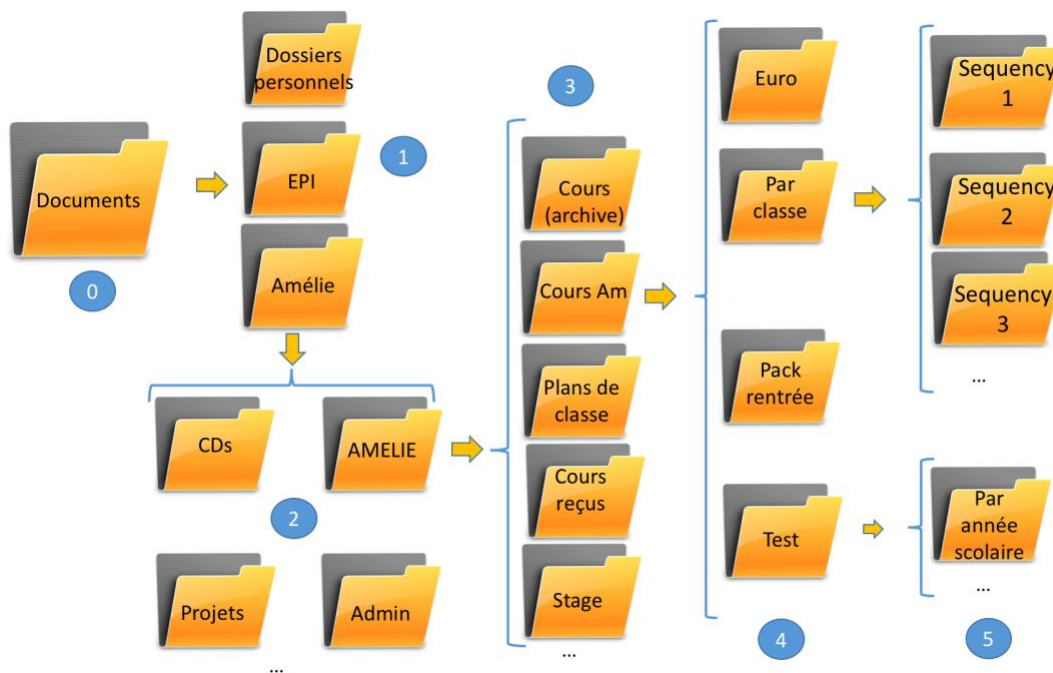 Documents
0
Dossiers
personnels
EPI
1
Amélie
CDs
AMELIE
2
Projets
Admin
...
3
Cours
(archive)
Cours Am
Plans de
classe
Cours
reçus
Stage
...
Euro
Par
classe
Pack
rentrée
Test
4
Sequency
1
Sequency
2
Sequency
3
...
Par
année
scolaire
...
5